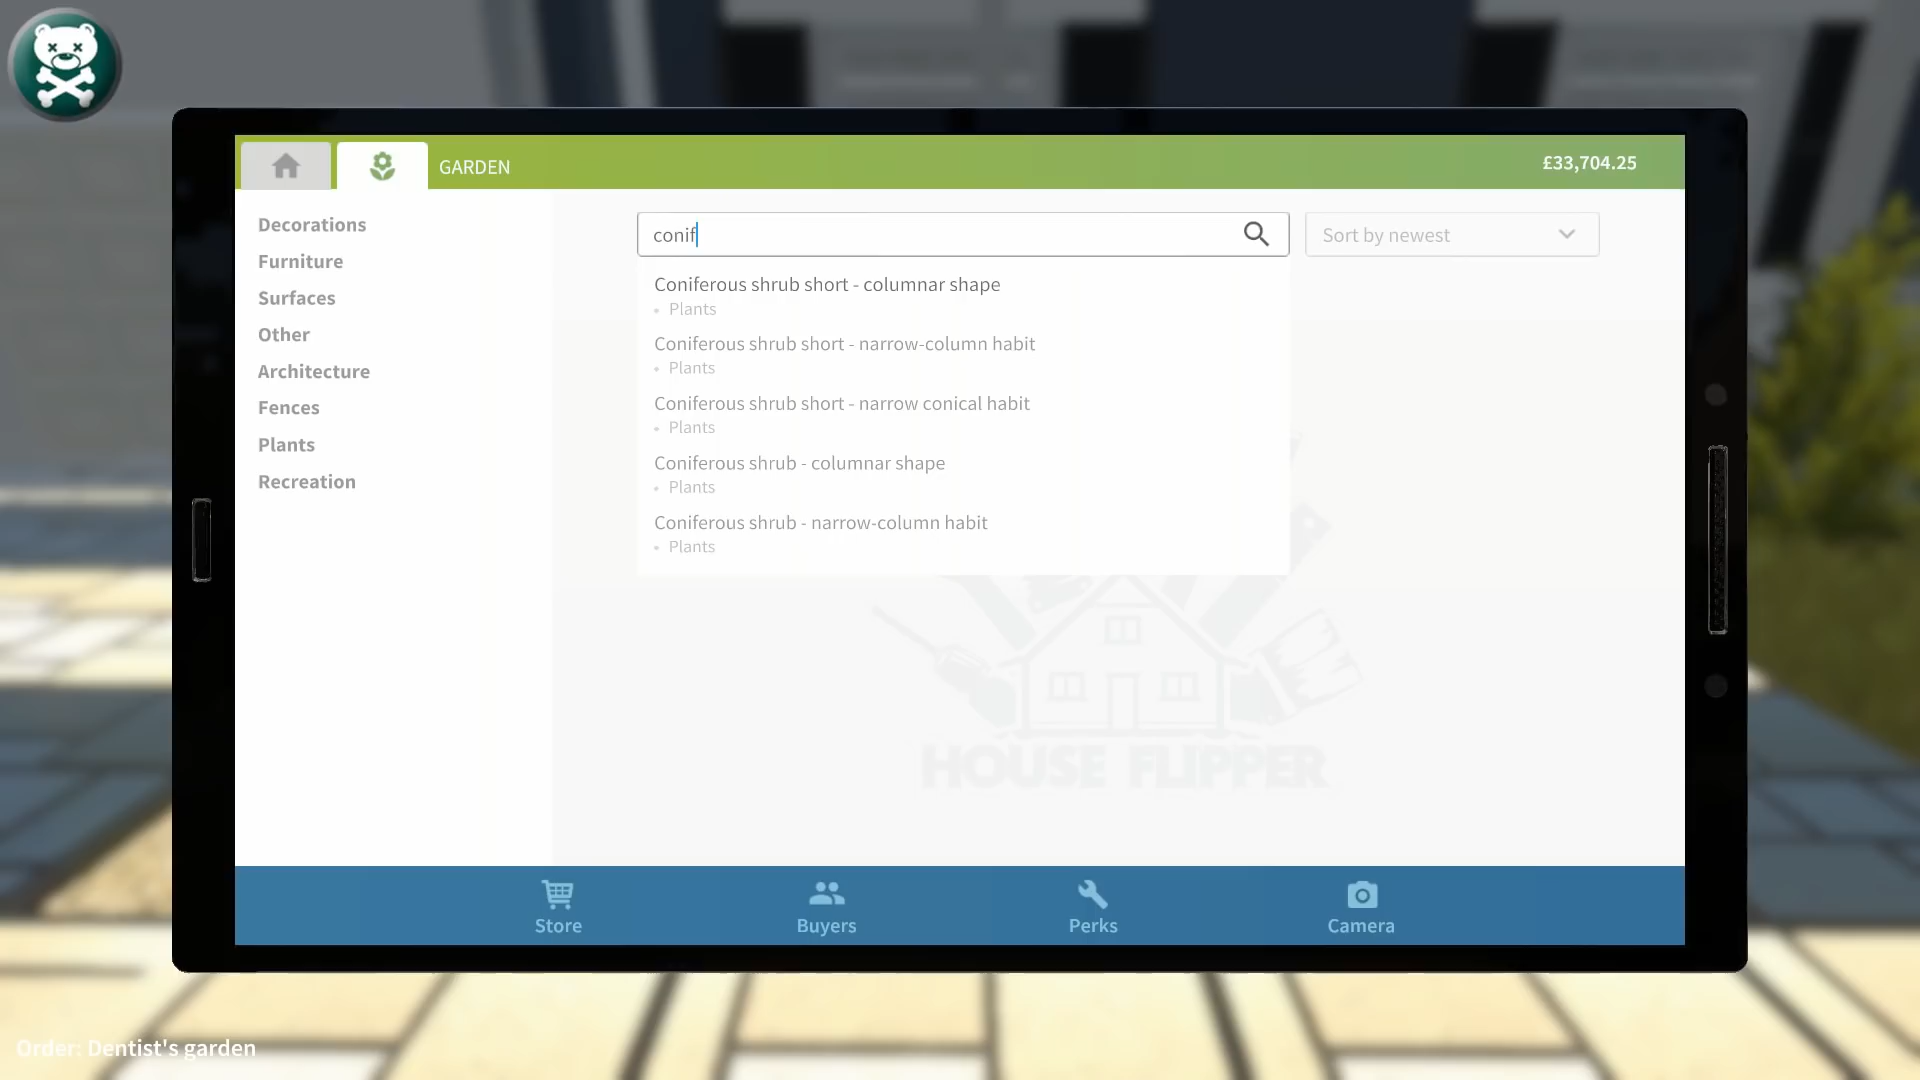 GARDEN
£33,704.25
Decorations
Furniture
Surfaces
Other
Architecture
Fences
Plants
Recreation
conif
Sort by newest
Coniferous shrub short - columnar shape
• Plants
Coniferous shrub short - narrow-column habit
• Plants
Coniferous shrub short - narrow conical habit
• Plants
Coniferous shrub - columnar shape
• Plants
Coniferous shrub - narrow-column habit
• Plants
HOUSE FLIPPER
Store
Buyers
Perks
Camera
Order: Dentist's garden